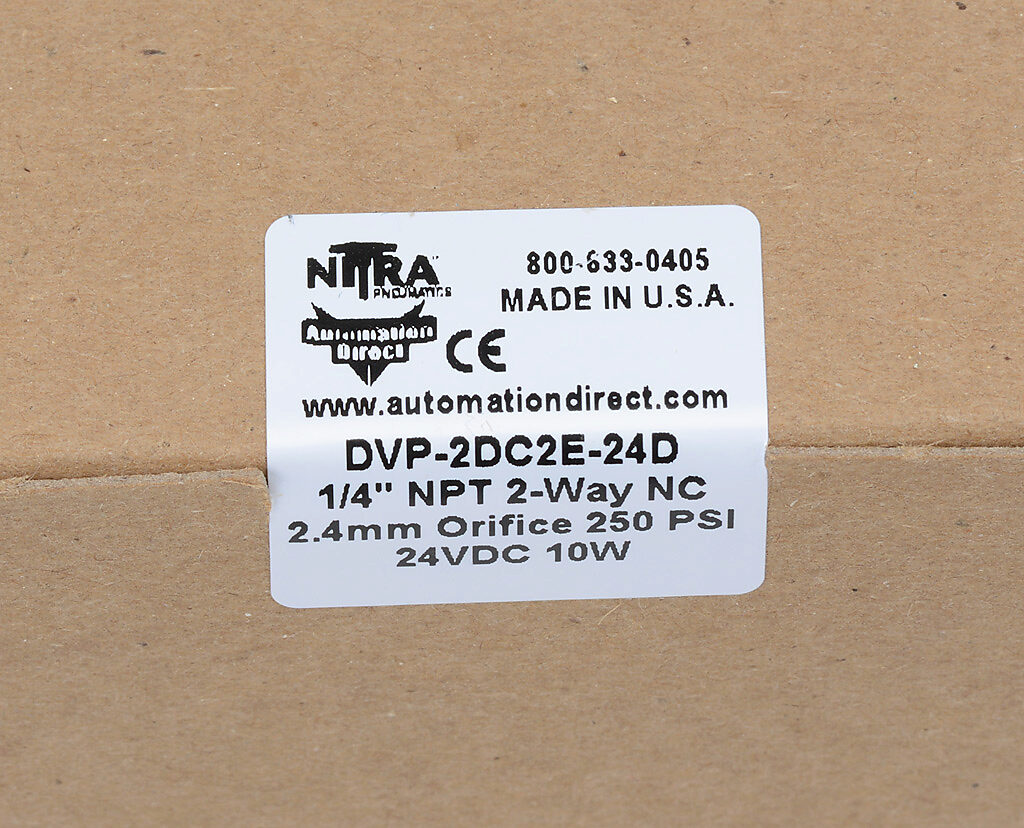 NITRA
PNEUMATICS
Automation
Direct
CE
800-633-0405
MADE IN U.S.A.
www.automationdirect.com
DVP-2DC2E-24D
1/4" NPT 2-Way NC
2.4mm Orifice 250 PSI
24VDC 10W